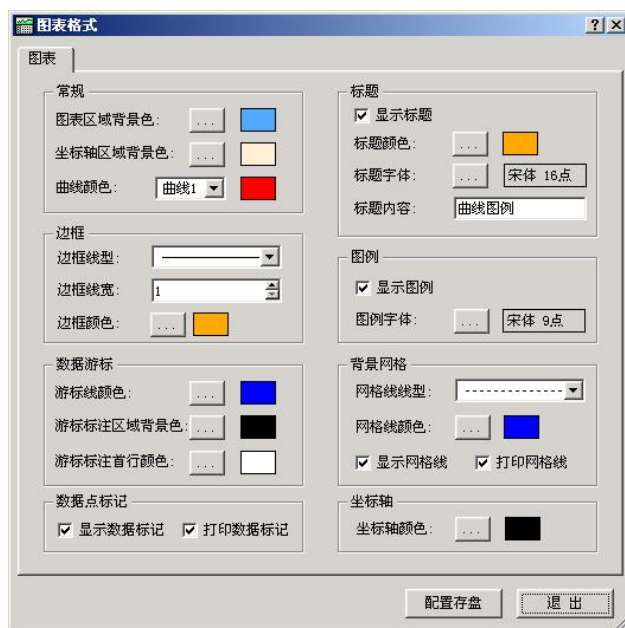 图表格式
图表
常规
图表区域背景色: ...
坐标轴区域背景色: ...
曲线颜色: 曲线1
边框
边框线型:
边框线宽: 1
边框颜色: ...
数据游标
游标线颜色: ...
游标标注区域背景色: ...
游标标注首行颜色: ...
数据点标记
显示数据标记 打印数据标记
标题
显示标题
标题颜色: ...
标题字体: ... 宋体 16点
标题内容: 曲线图例
图例
显示图例
图例字体: ... 宋体 9点
背景网格
网格线线型:
网格线颜色: ...
显示网格线 打印网格线
坐标轴
坐标轴颜色: ...
配置存盘 退 出